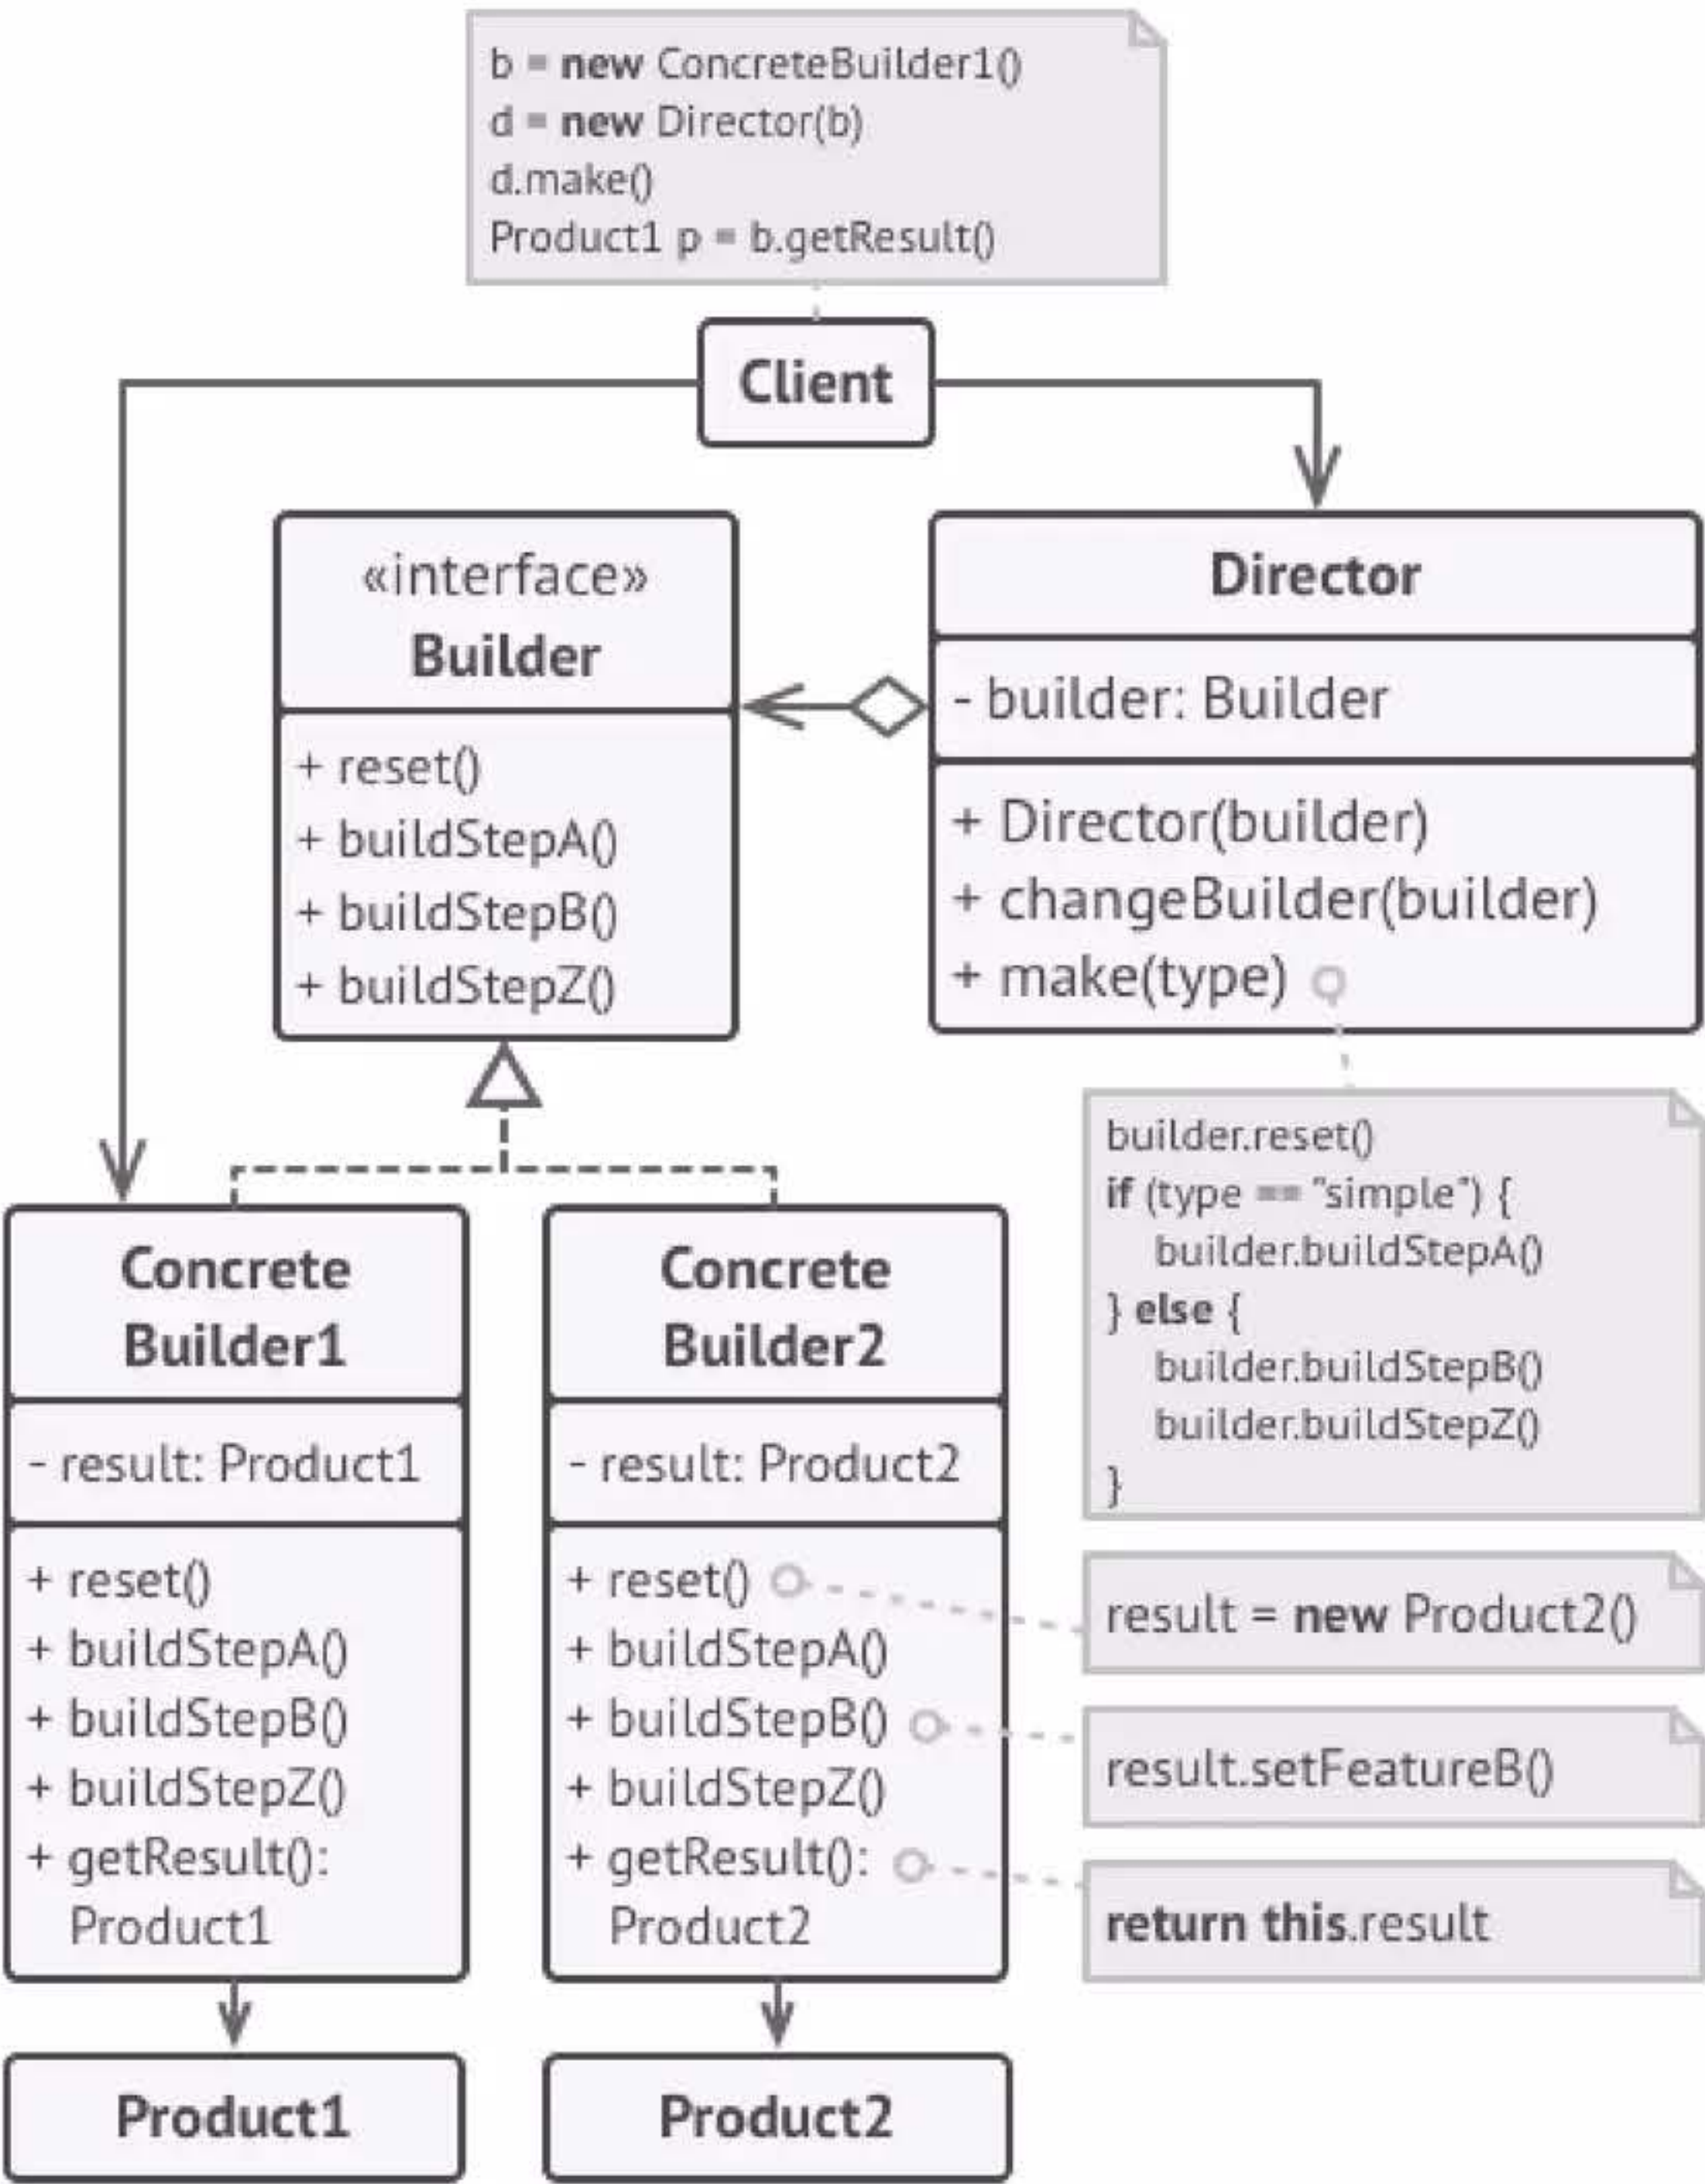 b = new ConcreteBuilder1()
d = new Director(b)
d.make()
Product1 p = b.getResult()
Client
«interface»
Builder
+ reset()
+ buildStepA()
+ buildStepB()
+ buildStepZ()
Director
- builder: Builder
+ Director(builder)
+ changeBuilder(builder)
+ make(type)
builder.reset()
if (type == "simple") {
builder.buildStepA()
} else {
builder.buildStepB()
builder.buildStepZ()
}
Concrete
Builder1
- result: Product1
+ reset()
+ buildStepA()
+ buildStepB()
+ buildStepZ()
+ getResult():
Product1
Concrete
Builder2
- result: Product2
+ reset()
+ buildStepA()
+ buildStepB()
+ buildStepZ()
+ getResult():
Product2
result = new Product2()
result.setFeatureB()
return this.result
Product1
Product2